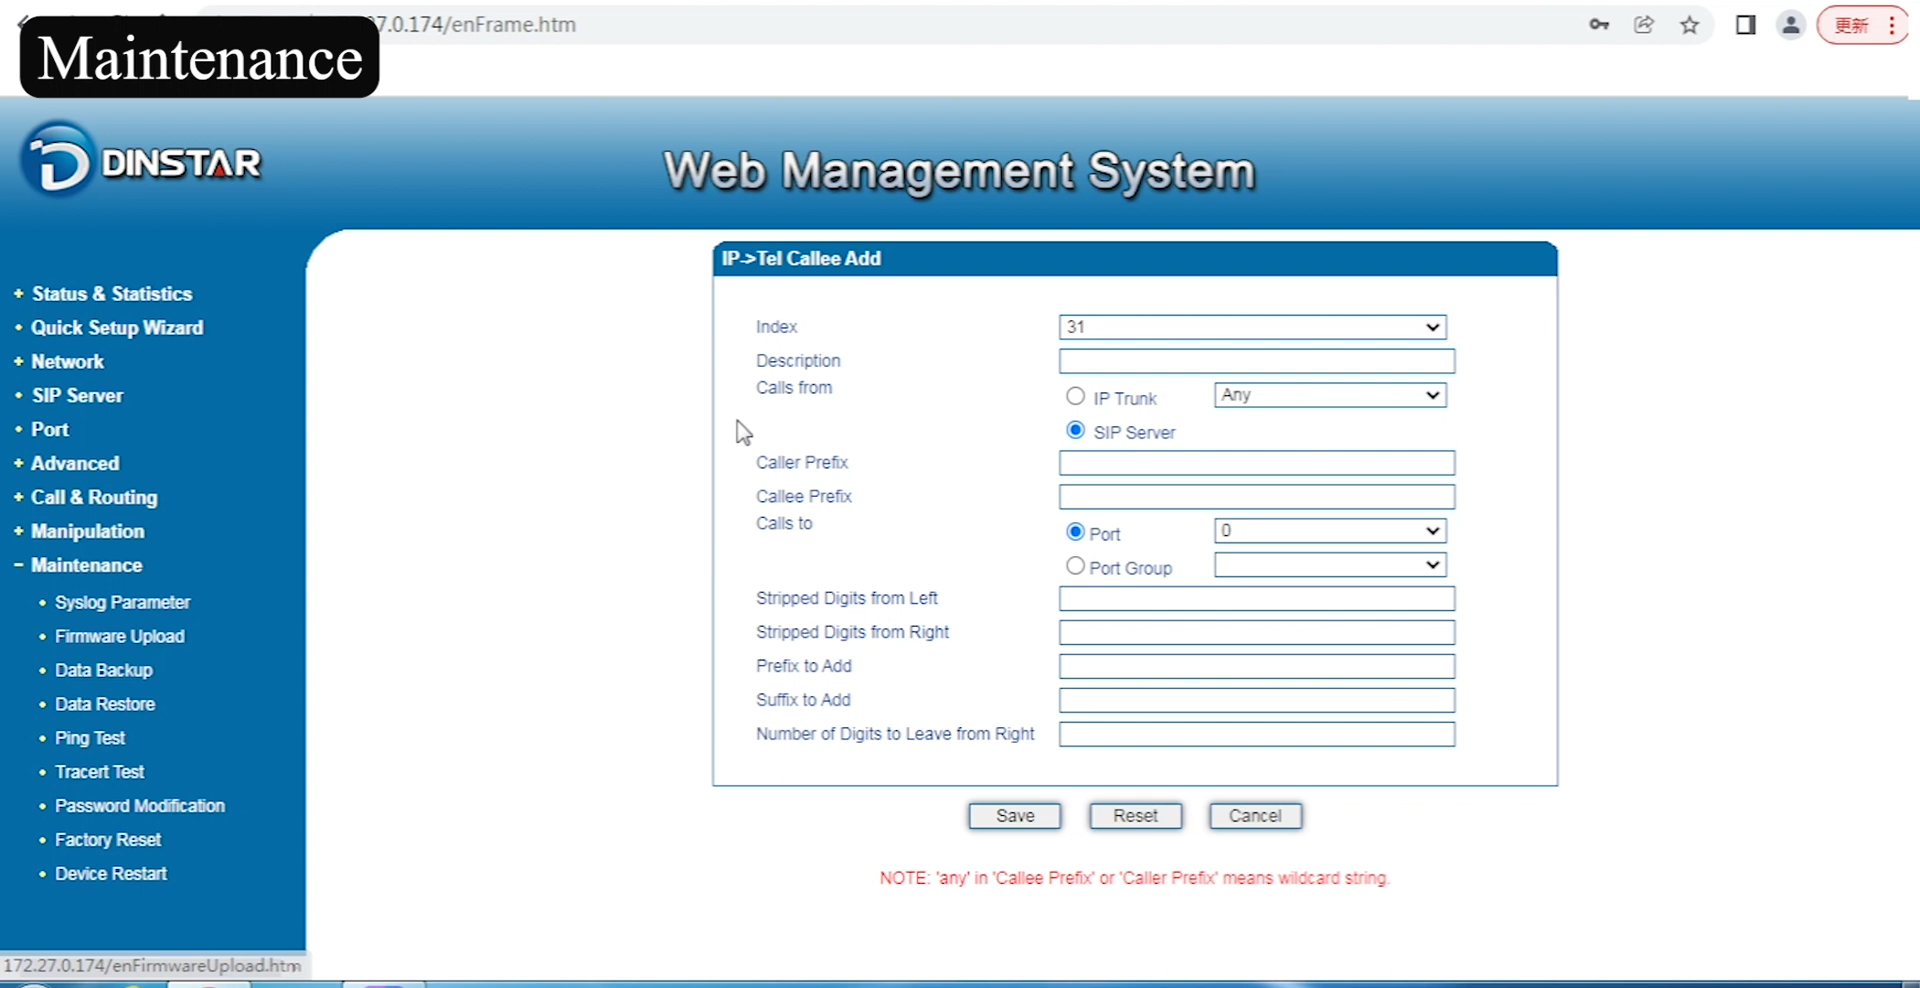 7.0.174/enFrame.htm
更新
Maintenance
DINSTAR
Web Management System
Status & Statistics
Quick Setup Wizard
Network
SIP Server
Port
Advanced
Call & Routing
Manipulation
Maintenance
Syslog Parameter
Firmware Upload
Data Backup
Data Restore
Ping Test
Tracert Test
Password Modification
Factory Reset
Device Restart
IP->Tel Callee Add
Index 31
Description
Calls from
IP Trunk Any
SIP Server
Caller Prefix
Callee Prefix
Calls to
Port 0
Port Group
Stripped Digits from Left
Stripped Digits from Right
Prefix to Add
Suffix to Add
Number of Digits to Leave from Right
Save Reset Cancel
NOTE: 'any' in 'Callee Prefix' or 'Caller Prefix' means wildcard string.
172.27.0.174/enFirmwareUpload.htm